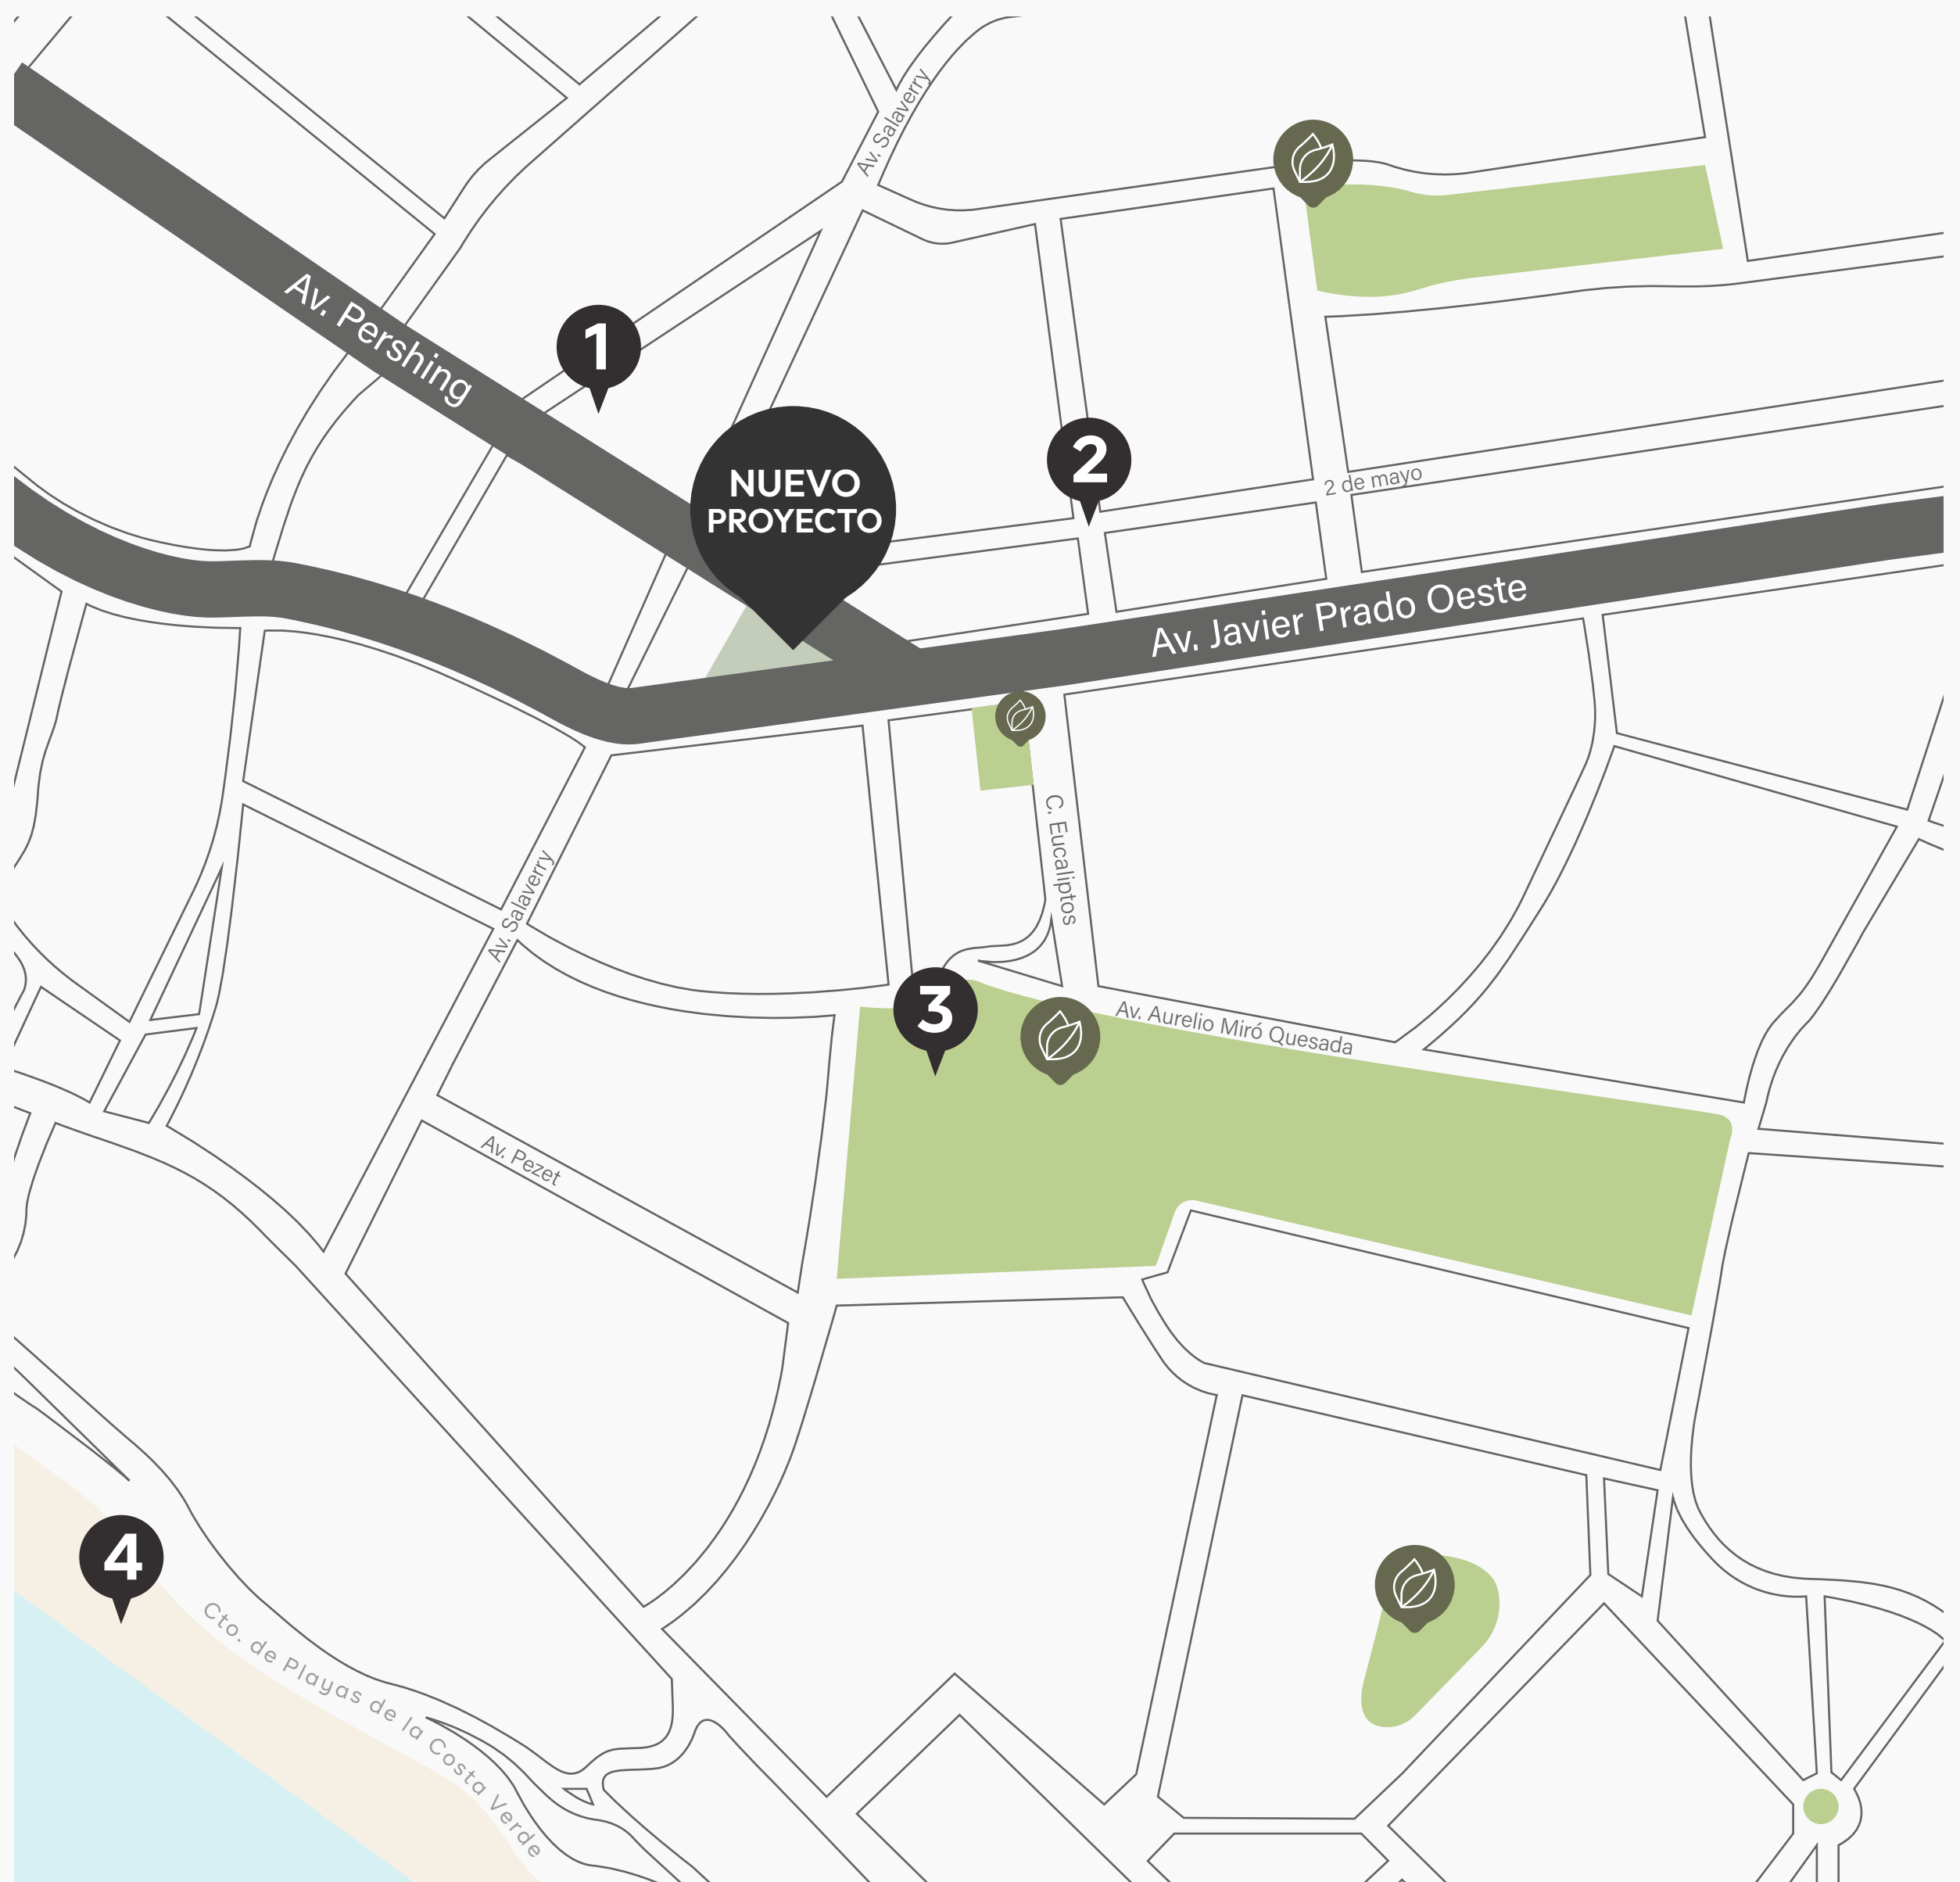 Av. Salaverry
Av. Pershing
1
2
NUEVO
PROYECTO
2 de mayo
Av. Javier Prado Oeste
C. Eucaliptos
Av. Salaverry
3
Av. Aurelio Miró Quesada
Av. Pezet
4
Cto. de Playas de la Costa Verde